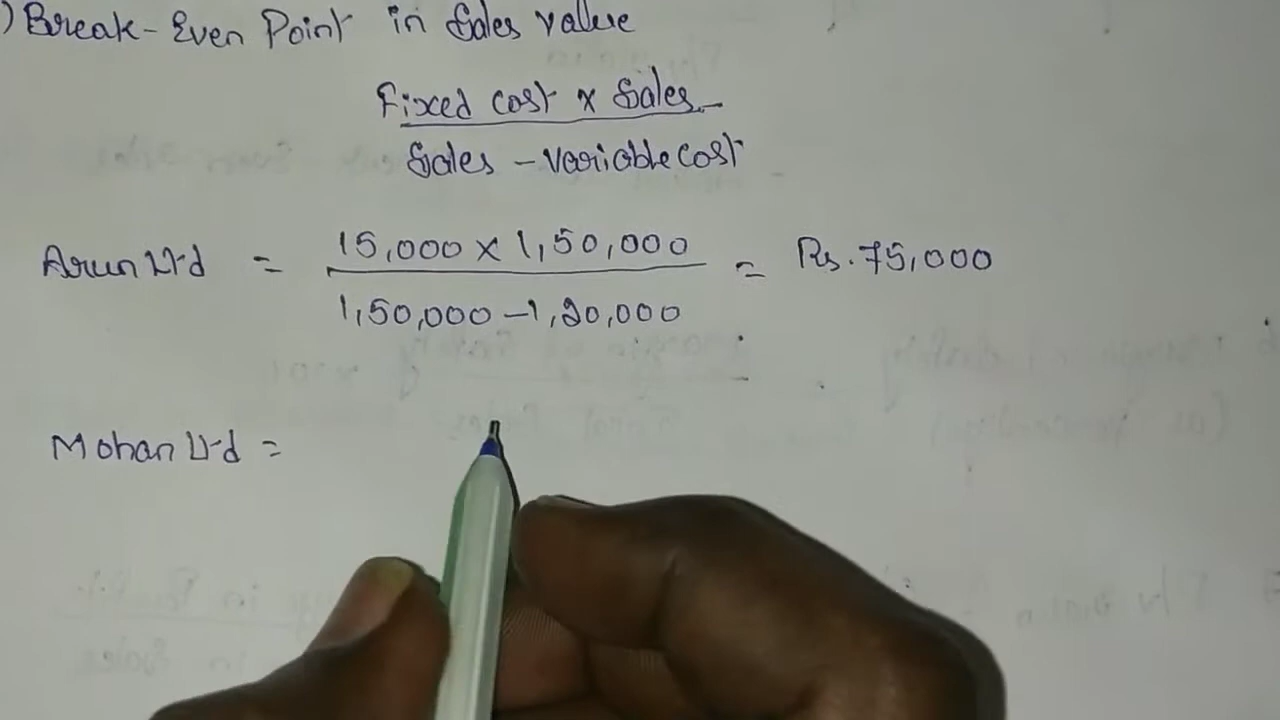 ) Break-Even Point in Sales value
Fixed cost x Sales
Sales - Variable cost
Arun Ltd = 15,000 x 1,50,000 = Rs. 75,000
1,50,000 - 1,20,000
Mohan Ltd =